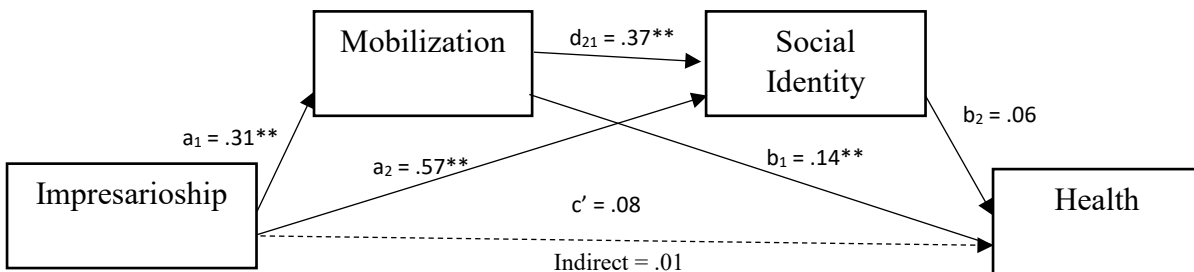 Mobilization
d₂₁ = .37**
Social
Identity
a₁ = .31**
a₂ = .57**
b₁ = .14**
b₂ = .06
Impresarioship
c’ = .08
Health
Indirect = .01